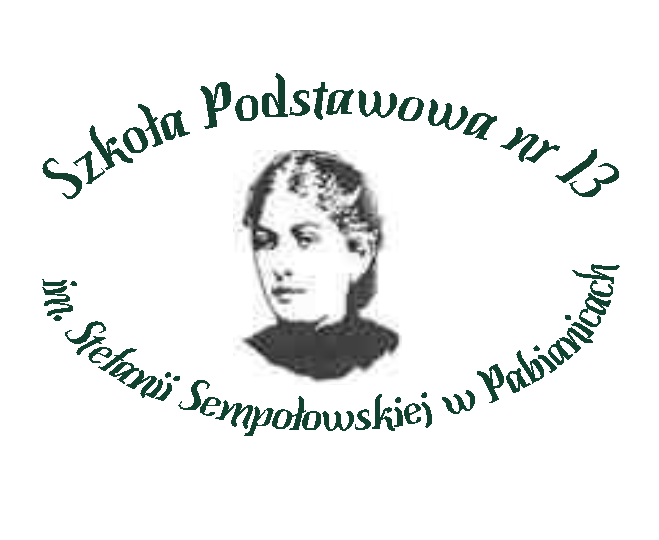 Szkoła Podstawowa nr 13
im. Stefanii Sempołowskiej w Pabianicach